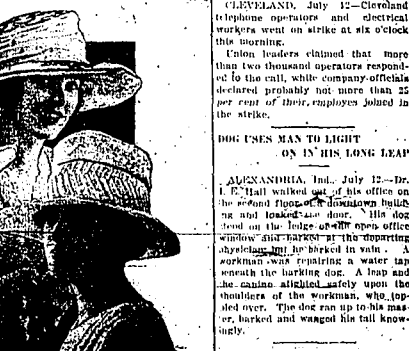 CLEVELAND, July 12—Cleveland
telephone operators and electrical
workers went on strike at six o'clock
this morning.
Union leaders claimed that more
than two thousand operators respond-
ed to the call, while company officials
declared probably not more than 25
per cent of their, employes joined in
the strike.
DOG USES MAN TO LIGHT
ON IN HIS LONG LEAP
ALEXANDRIA, Ind., July 12.—Dr.
Hall walked out of his office on
the second floor of a downtown build-
ng and locked door. His dog
stood on the ledge of the open office
window and barked at the departing
physician but he barked in vain. A
workman was repairing a water tap
beneath the barking dog. A leap and
the canine alighted safely upon the
shoulders of the workman, who top-
pled over. The dog ran up to his mas-
er, barked and wagged his tail know-
ingly.